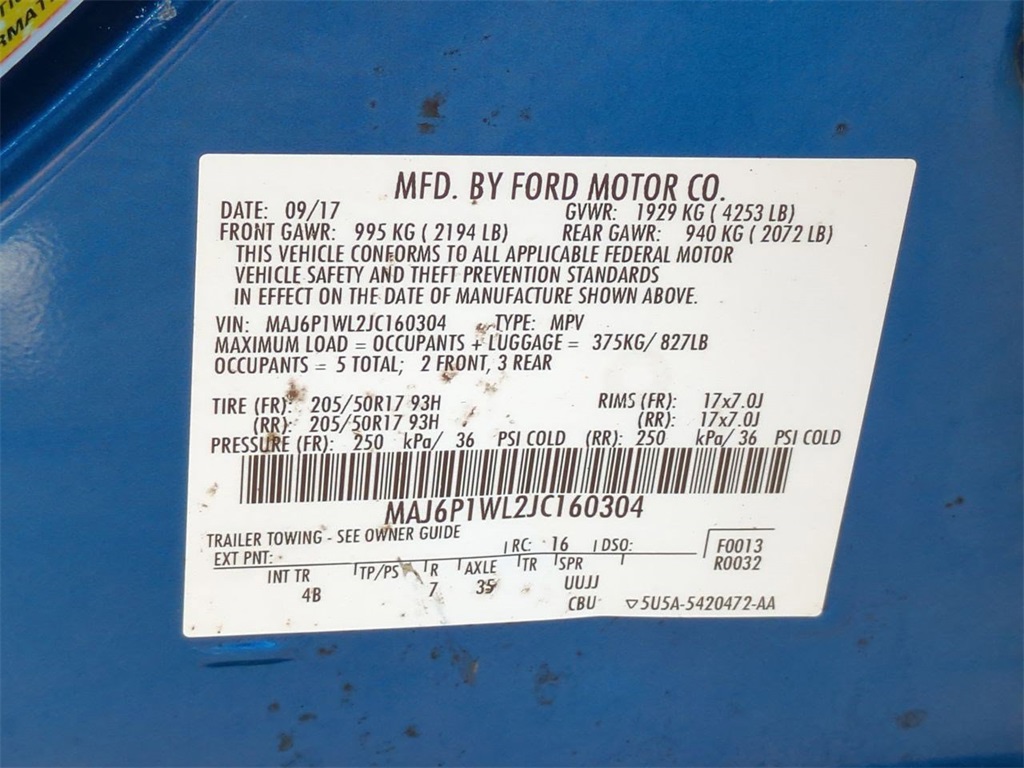 MFD. BY FORD MOTOR CO.
DATE: 09/17 GVWR: 1929 KG ( 4253 LB)
FRONT GAWR: 995 KG ( 2194 LB) REAR GAWR: 940 KG ( 2072 LB)
THIS VEHICLE CONFORMS TO ALL APPLICABLE FEDERAL MOTOR
VEHICLE SAFETY AND THEFT PREVENTION STANDARDS
IN EFFECT ON THE DATE OF MANUFACTURE SHOWN ABOVE.
VIN: MAJ6P1WL2JC160304 TYPE: MPV
MAXIMUM LOAD = OCCUPANTS + LUGGAGE = 375KG/ 827LB
OCCUPANTS = 5 TOTAL; 2 FRONT, 3 REAR
TIRE (FR): 205/50R17 93H RIMS (FR): 17x7.0J
(RR): 205/50R17 93H (RR): 17x7.0J
PRESSURE (FR): 250 kPa/ 36 PSI COLD (RR): 250 kPa/ 36 PSI COLD
MAJ6P1WL2JC160304
TRAILER TOWING - SEE OWNER GUIDE
EXT PNT: RC: 16 DSO: F0013
R0032
INT TR TP/PS R AXLE TR SPR
4B 7 35 UUJJ
CBU ▽5U5A-5420472-AA